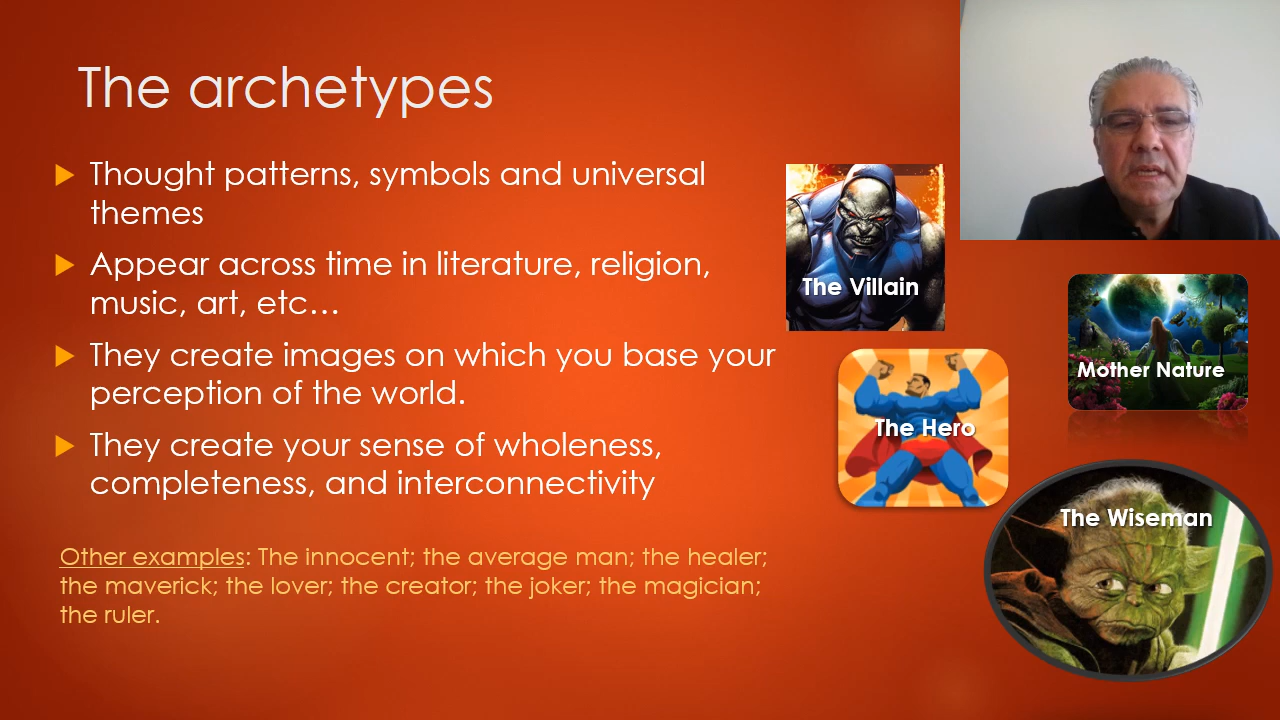 The archetypes
Thought patterns, symbols and universal
themes
Appear across time in literature, religion,
music, art, etc…
They create images on which you base your
perception of the world.
They create your sense of wholeness,
completeness, and interconnectivity
Other examples: The innocent; the average man; the healer;
the maverick; the lover; the creator; the joker; the magician;
the ruler.
The Villain
Mother Nature
The Hero
The Wiseman